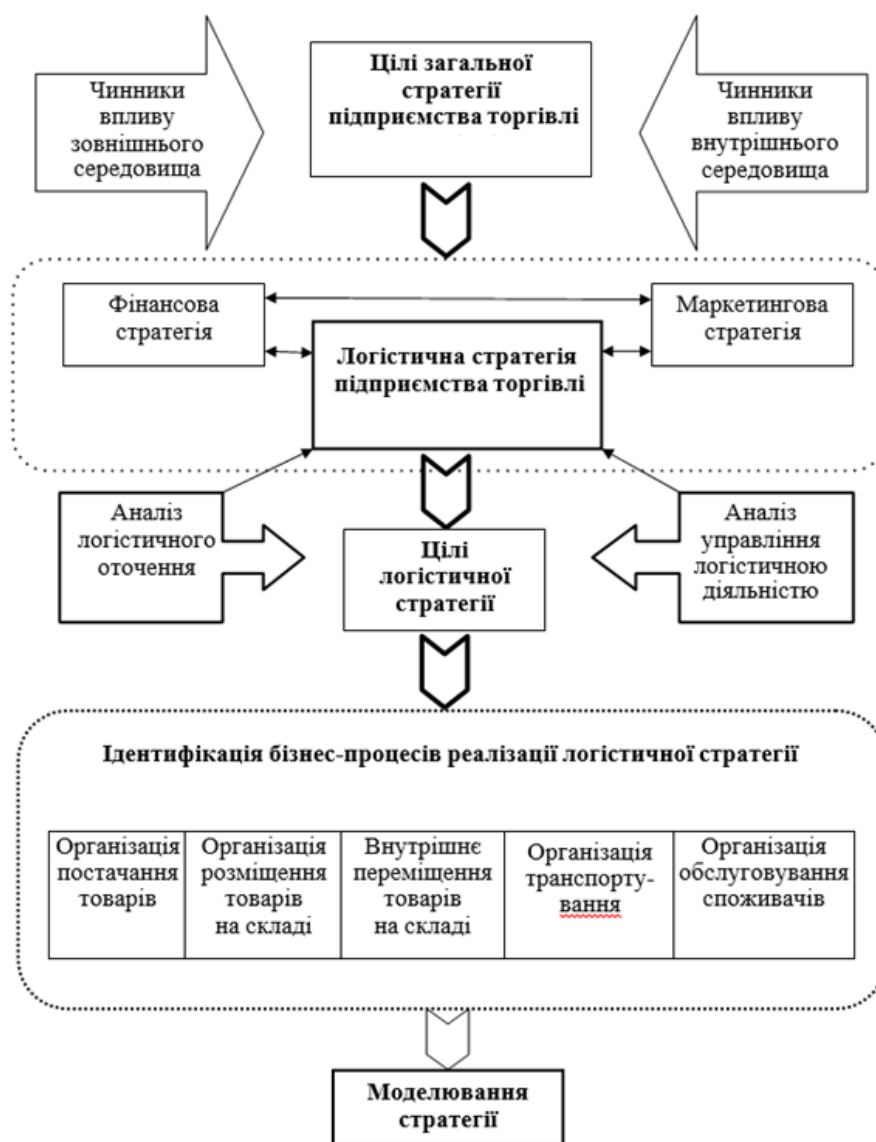 Чинники
впливу
зовнішнього
середовища
Цілі загальної
стратегії
підприємства торгівлі
Чинники
впливу
внутрішнього
середовища
Фінансова
стратегія
Маркетингова
стратегія
Логістична стратегія
підприємства торгівлі
Аналіз
логістичного
оточення
Цілі
логістичної
стратегії
Аналіз
управління
логістичною
діяльністю
Ідентифікація бізнес-процесів реалізації логістичної стратегії
Організація
постачання
товарів
Організація
розміщення
товарів
на складі
Внутрішнє
переміщення
товарів
на складі
Організація
транспорту-
вання
Організація
обслуговування
споживачів
Моделювання
стратегії